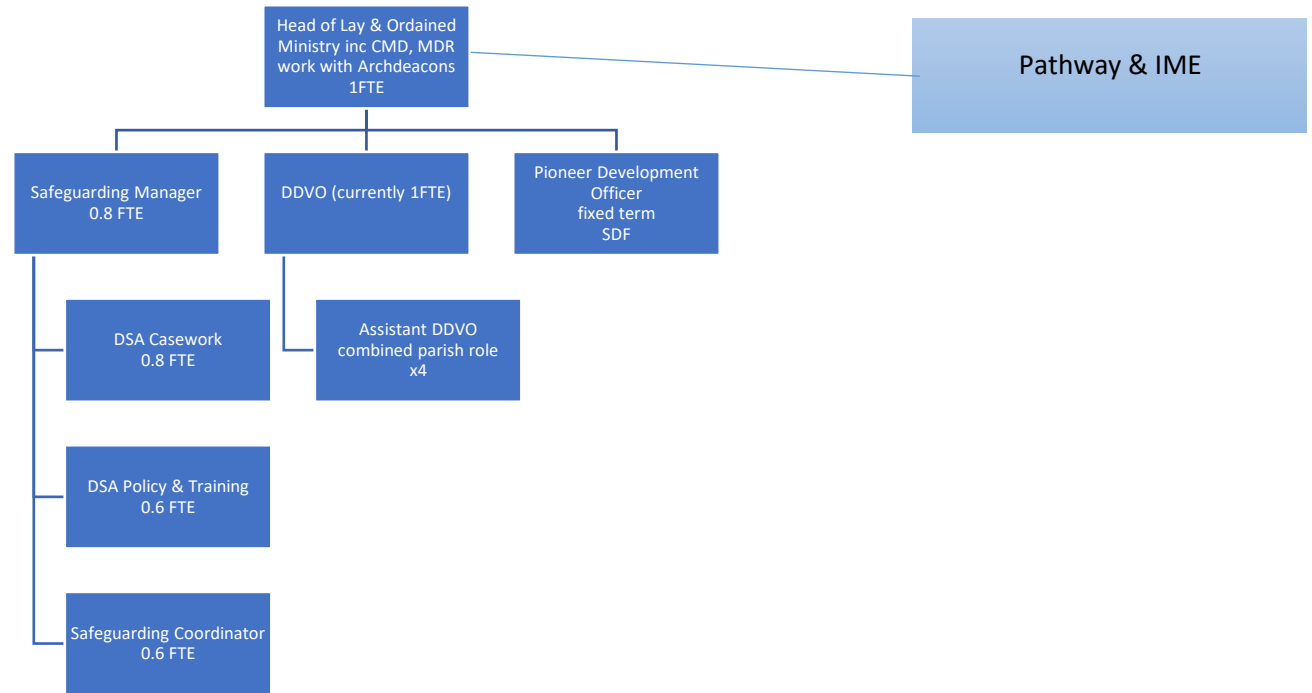 Head of Lay & Ordained
Ministry inc CMD, MDR
work with Archdeacons
1FTE
Pathway & IME
Safeguarding Manager
0.8 FTE
DDVO (currently 1FTE)
Pioneer Development
Officer
fixed term
SDF
DSA Casework
0.8 FTE
Assistant DDVO
combined parish role
x4
DSA Policy & Training
0.6 FTE
Safeguarding Coordinator
0.6 FTE